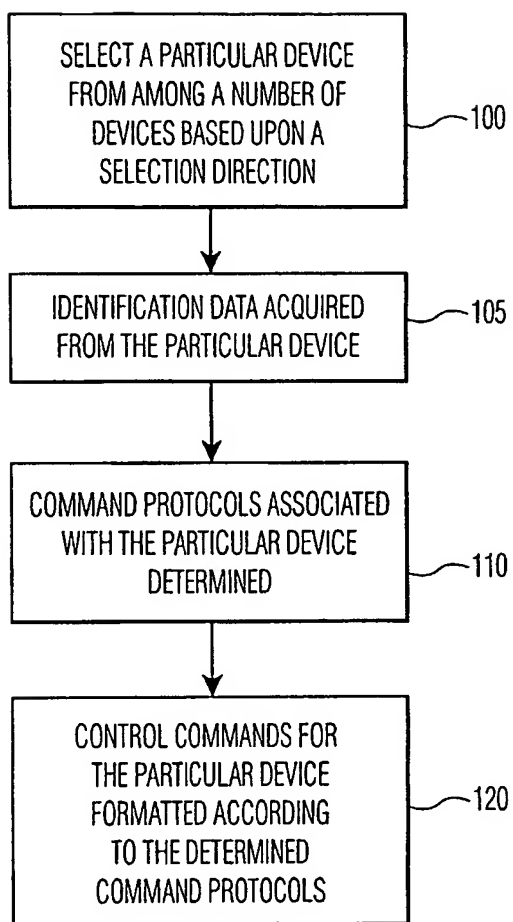 SELECT A PARTICULAR DEVICE
FROM AMONG A NUMBER OF
DEVICES BASED UPON A
SELECTION DIRECTION
100
IDENTIFICATION DATA ACQUIRED
FROM THE PARTICULAR DEVICE
105
COMMAND PROTOCOLS ASSOCIATED
WITH THE PARTICULAR DEVICE
DETERMINED
110
CONTROL COMMANDS FOR
THE PARTICULAR DEVICE
FORMATTED ACCORDING
TO THE DETERMINED
COMMAND PROTOCOLS
120